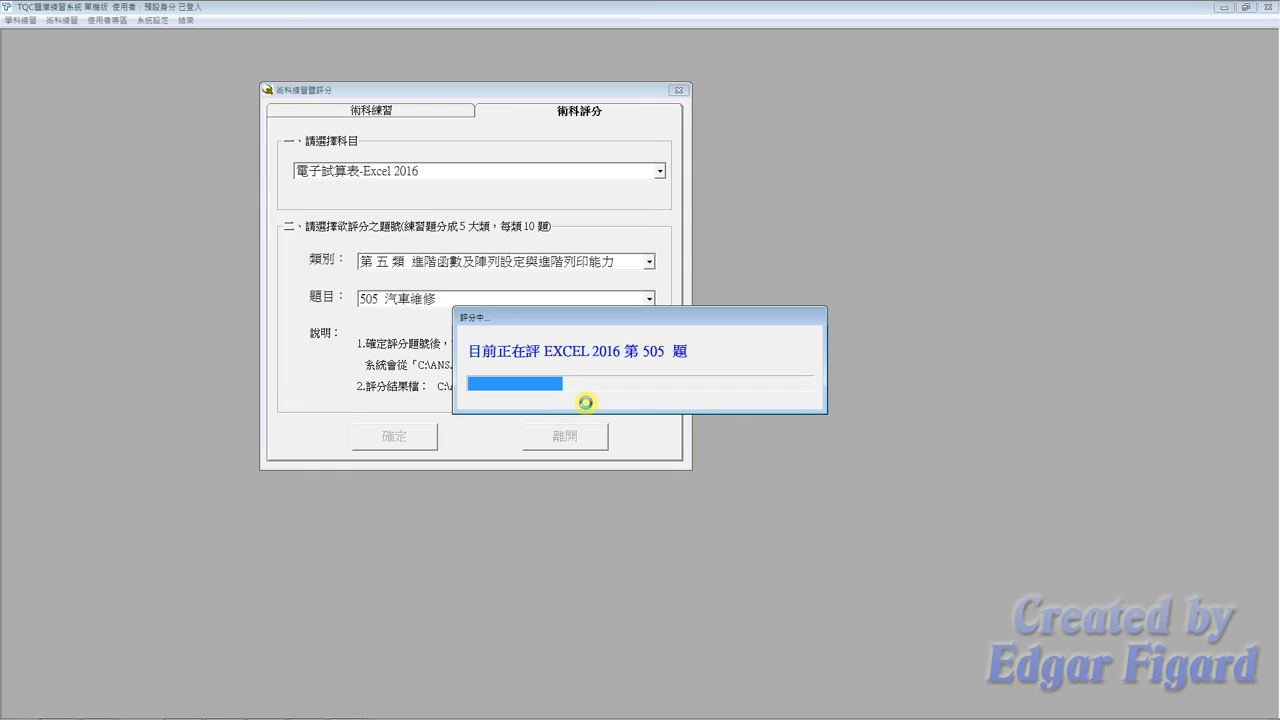 TQC題庫練習系統 單機版 使用者：預設身分 已登入
學科練習 術科練習 使用者專區 系統設定 結束
術科練習暨評分
術科練習 術科評分
一、請選擇科目
電子試算表-Excel 2016
二、請選擇欲評分之題號(練習題分成 5 大類，每類 10 題)
類別： 第 五 類 進階函數及陣列設定與進階列印能力
題目： 505 汽車維修
說明：
1.確定評分題號後，
系統會從「C:\ANS.
2.評分結果檔： C:\
評分中...
目前正在評 EXCEL 2016 第 505 題
確定 離開
Created by
Edgar Figard